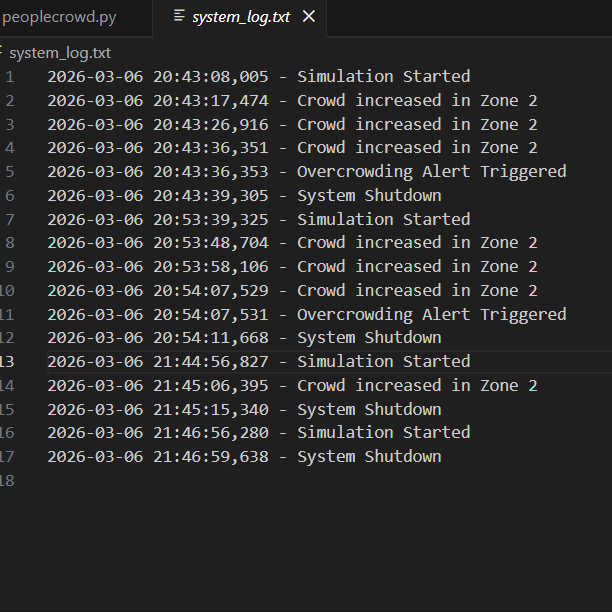 peoplecrowd.py
system_log.txt
system_log.txt
1 2026-03-06 20:43:08,005 - Simulation Started
2 2026-03-06 20:43:17,474 - Crowd increased in Zone 2
3 2026-03-06 20:43:26,916 - Crowd increased in Zone 2
4 2026-03-06 20:43:36,351 - Crowd increased in Zone 2
5 2026-03-06 20:43:36,353 - Overcrowding Alert Triggered
6 2026-03-06 20:43:39,305 - System Shutdown
7 2026-03-06 20:53:39,325 - Simulation Started
8 2026-03-06 20:53:48,704 - Crowd increased in Zone 2
9 2026-03-06 20:53:58,106 - Crowd increased in Zone 2
10 2026-03-06 20:54:07,529 - Crowd increased in Zone 2
11 2026-03-06 20:54:07,531 - Overcrowding Alert Triggered
12 2026-03-06 20:54:11,668 - System Shutdown
13 2026-03-06 21:44:56,827 - Simulation Started
14 2026-03-06 21:45:06,395 - Crowd increased in Zone 2
15 2026-03-06 21:45:15,340 - System Shutdown
16 2026-03-06 21:46:56,280 - Simulation Started
17 2026-03-06 21:46:59,638 - System Shutdown
18